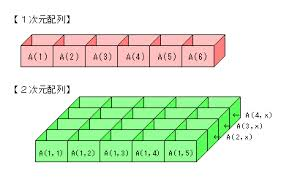 【１次元配列】
A(1) A(2) A(3) A(4) A(5) A(6)
【２次元配列】
← A(4,x)
← A(3,x)
← A(2,x)
A(1,1) A(1,2) A(1,3) A(1,4) A(1,5)